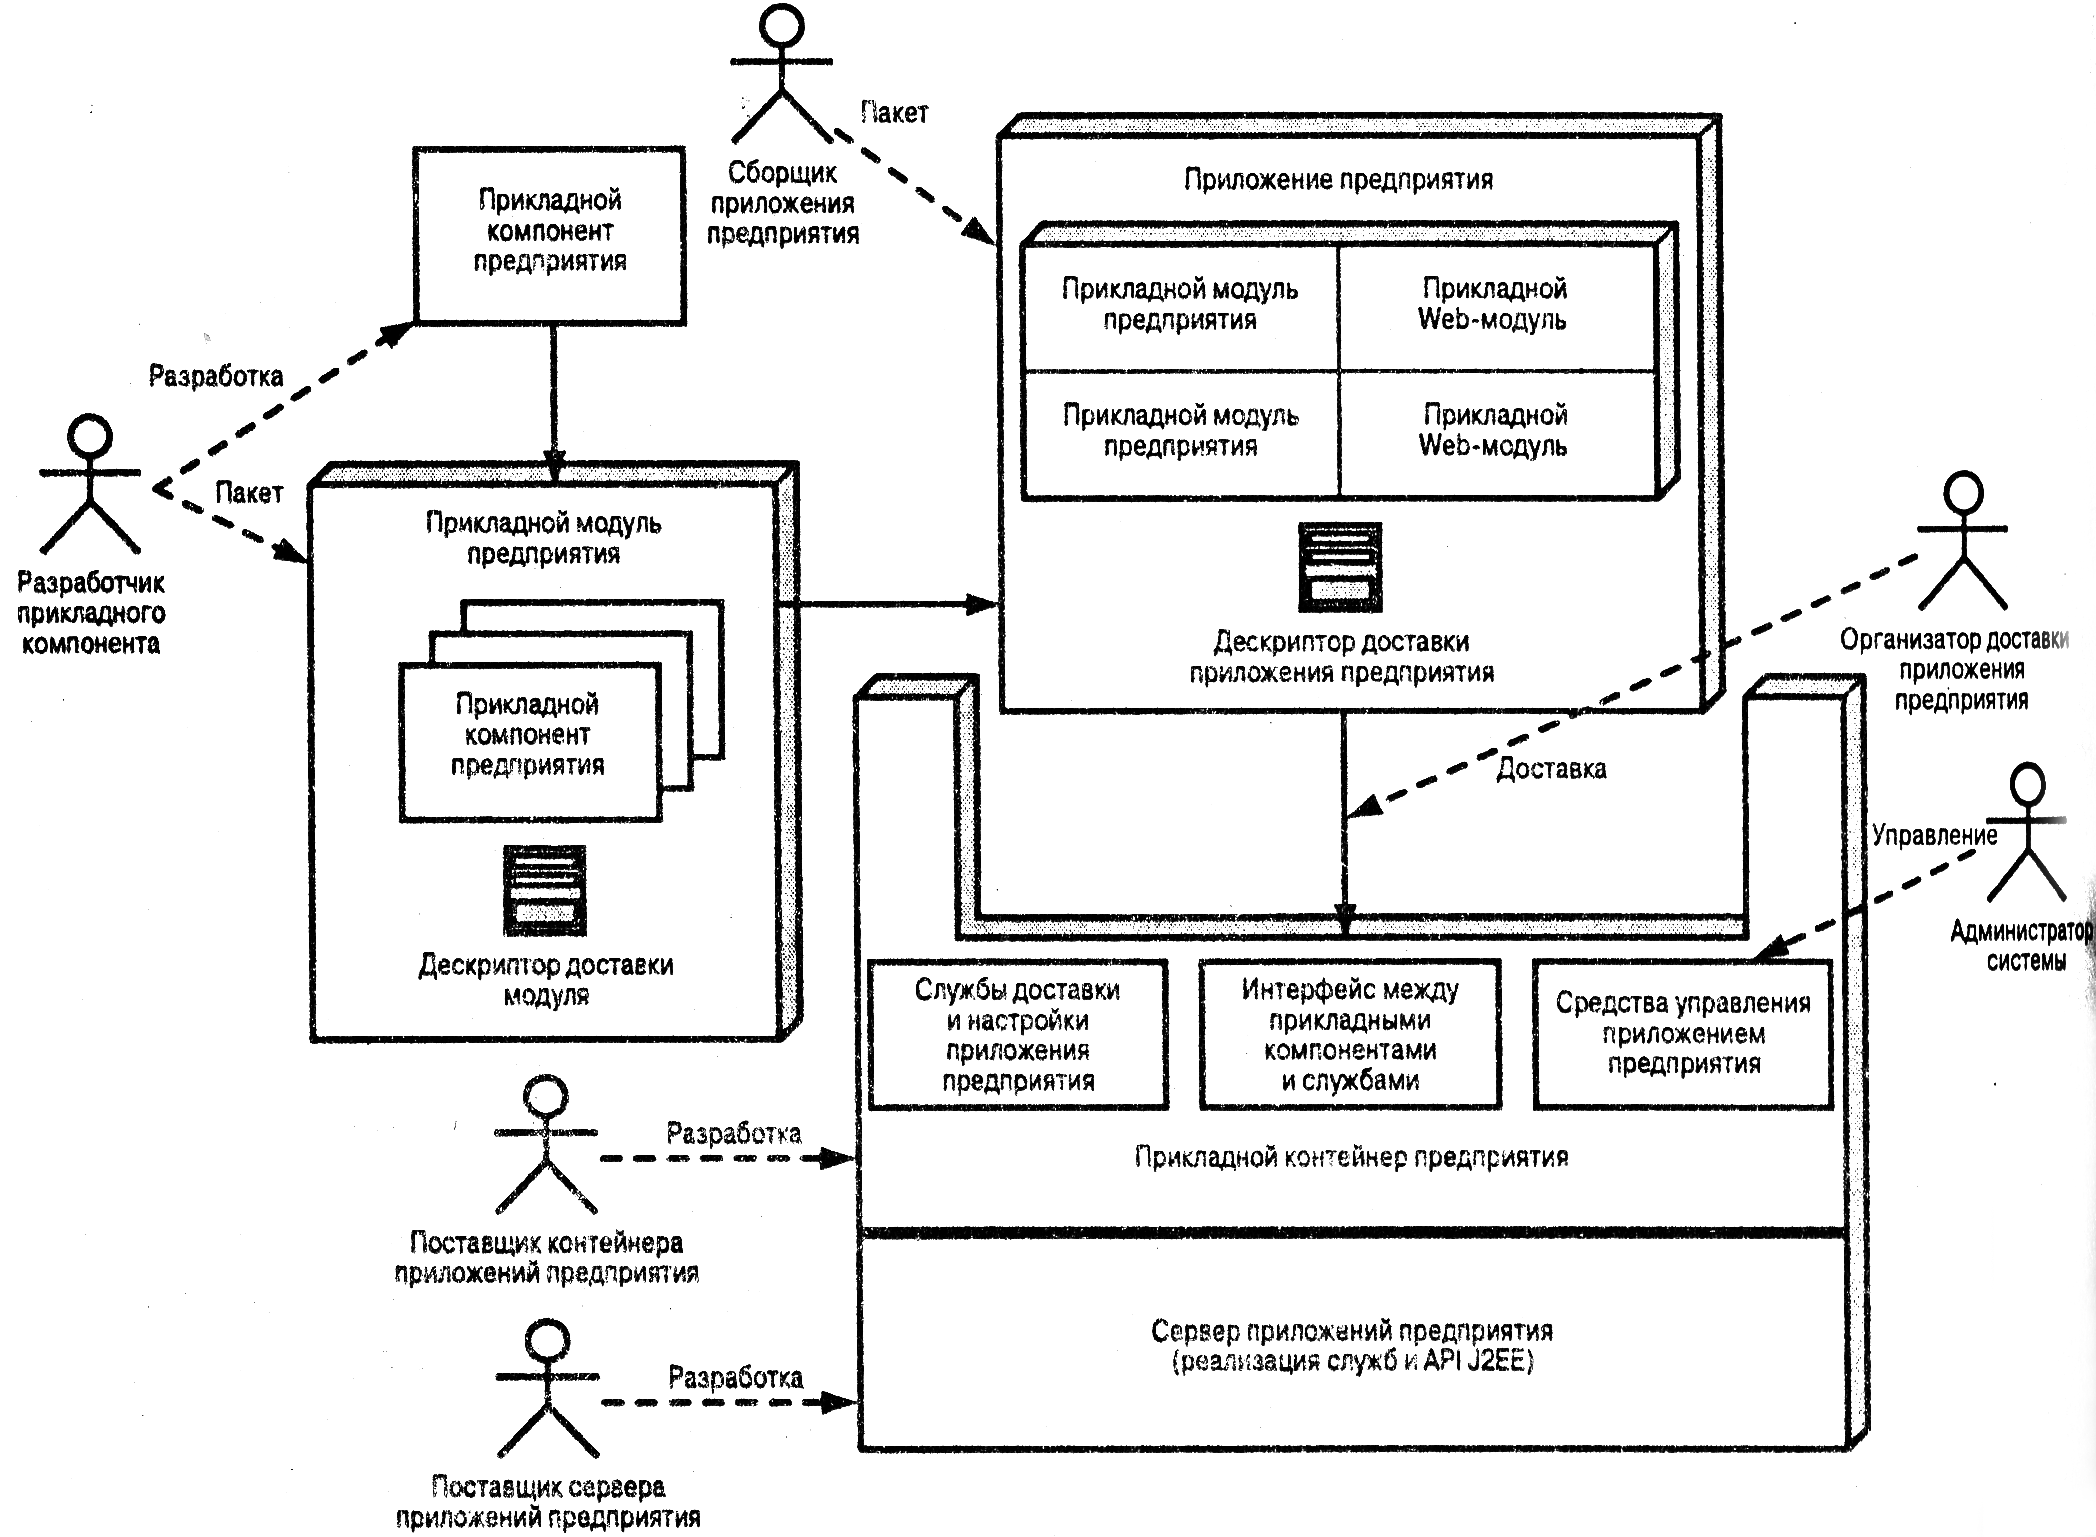 Пакет
Сборщик
приложения
предприятия
Прикладной
компонент
предприятия
Разработка
Пакет
Разработчик
прикладного
компонента
Прикладной модуль
предприятия
Прикладной
компонент
предприятия
Дескриптор доставки
модуля
Приложение предприятия
Прикладной модуль
предприятия
Прикладной
Web-модуль
Прикладной модуль
предприятия
Прикладной
Web-модуль
Дескриптор доставки
приложения предприятия
Организатор доставки
приложения
предприятия
Доставка
Управление
Администратор
системы
Службы доставки
и настройки
приложения
предприятия
Интерфейс между
прикладными
компонентами
и службами
Средства управления
приложением
предприятия
Разработка
Прикладной контейнер предприятия
Поставщик контейнера
приложений предприятия
Разработка
Сервер приложений предприятия
(реализация служб и API J2EE)
Поставщик сервера
приложений предприятия